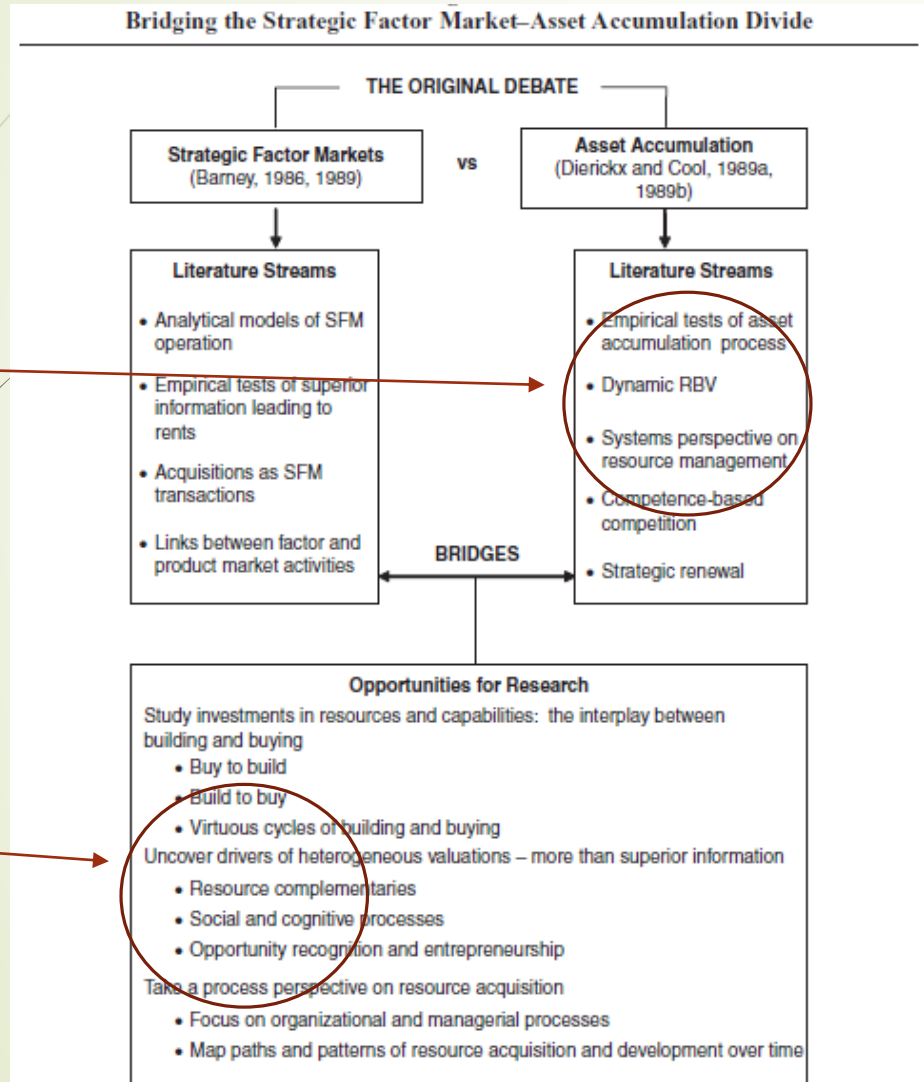 Bridging the Strategic Factor Market–Asset Accumulation Divide
THE ORIGINAL DEBATE
Strategic Factor Markets
(Barney, 1986, 1989)
vs
Asset Accumulation
(Dierickx and Cool, 1989a,
1989b)
Literature Streams
• Analytical models of SFM
operation
• Empirical tests of superior
information leading to
rents
• Acquisitions as SFM
transactions
• Links between factor and
product market activities
BRIDGES
Literature Streams
• Empirical tests of asset
accumulation process
• Dynamic RBV
• Systems perspective on
resource management
• Competence-based
competition
• Strategic renewal
Opportunities for Research
Study investments in resources and capabilities: the interplay between
building and buying
• Buy to build
• Build to buy
• Virtuous cycles of building and buying
Uncover drivers of heterogeneous valuations – more than superior information
• Resource complementaries
• Social and cognitive processes
• Opportunity recognition and entrepreneurship
Take a process perspective on resource acquisition
• Focus on organizational and managerial processes
• Map paths and patterns of resource acquisition and development over time